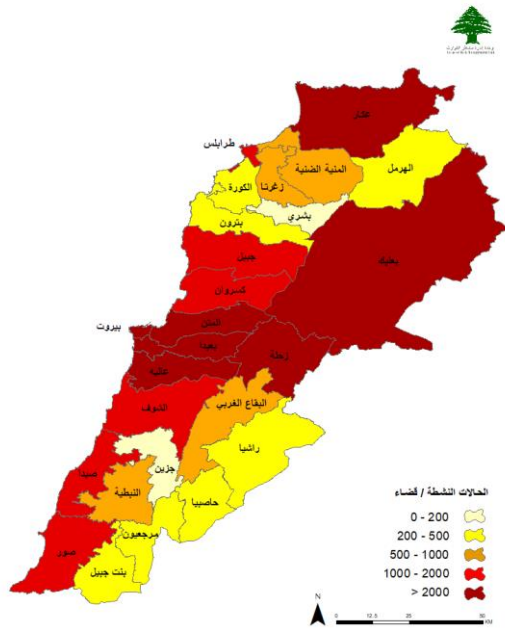 عكار
طرابلس
المنية الضنية
زغرتا
الهرمل
الكورة
بشري
بترون
بعلبك
جبيل
كسروان
المتن
بيروت
بعبدا
زحلة
عاليه
البقاع الغربي
الشوف
راشيا
جزين
صيدا
النبطية
حاصبيا
مرجعيون
صور
بنت جبيل
الحالات النشطة / قضاء
0 - 200
200 - 500
500 - 1000
1000 - 2000
> 2000
N
0 12.5 25 50
KM